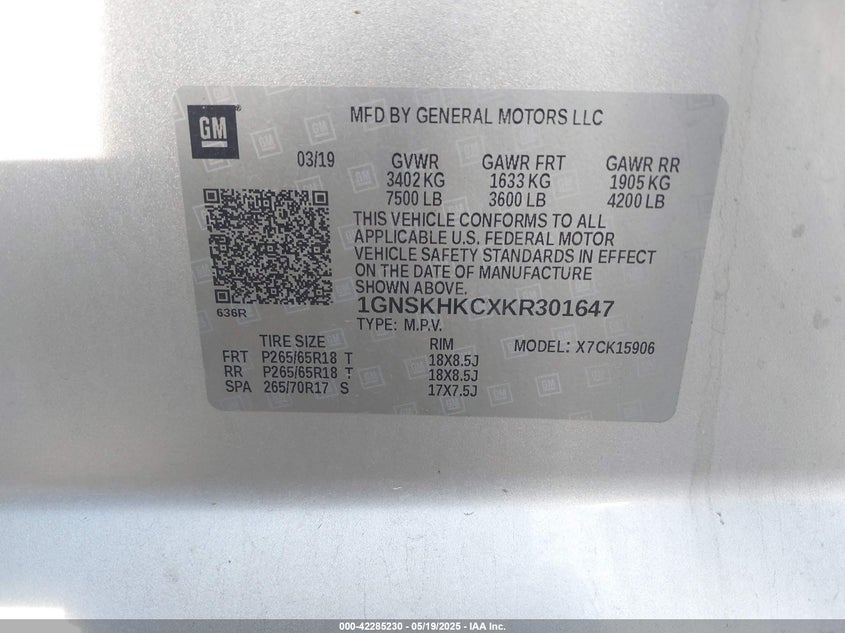 GM
MFD BY GENERAL MOTORS LLC
03/19 GVWR GAWR FRT GAWR RR
3402 KG 1633 KG 1905 KG
7500 LB 3600 LB 4200 LB
THIS VEHICLE CONFORMS TO ALL
APPLICABLE U.S. FEDERAL MOTOR
VEHICLE SAFETY STANDARDS IN EFFECT
ON THE DATE OF MANUFACTURE
SHOWN ABOVE.
636R
1GNSKHKCXKR301647
TYPE: M.P.V.
TIRE SIZE RIM MODEL: X7CK15906
FRT P265/65R18 T 18X8.5J
RR P265/65R18 T 18X8.5J
SPA 265/70R17 S 17X7.5J
000-42285230 - 05/19/2025 - IAA Inc.